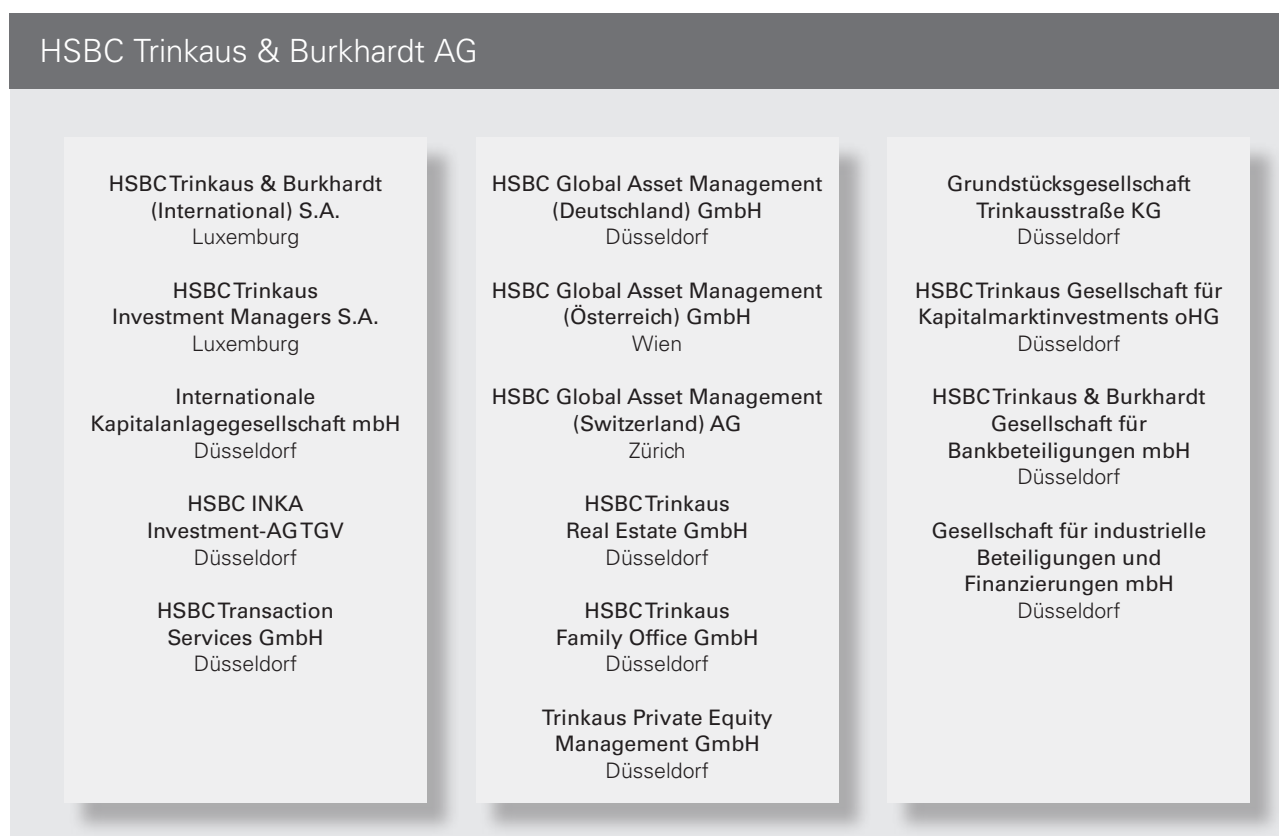 HSBC Trinkaus & Burkhardt AG
HSBC Trinkaus & Burkhardt
(International) S.A.
Luxemburg
HSBC Trinkaus
Investment Managers S.A.
Luxemburg
Internationale
Kapitalanlagegesellschaft mbH
Düsseldorf
HSBC INKA
Investment-AG TGV
Düsseldorf
HSBC Transaction
Services GmbH
Düsseldorf
HSBC Global Asset Management
(Deutschland) GmbH
Düsseldorf
HSBC Global Asset Management
(Österreich) GmbH
Wien
HSBC Global Asset Management
(Switzerland) AG
Zürich
HSBC Trinkaus
Real Estate GmbH
Düsseldorf
HSBC Trinkaus
Family Office GmbH
Düsseldorf
Trinkaus Private Equity
Management GmbH
Düsseldorf
Grundstücksgesellschaft
Trinkausstraße KG
Düsseldorf
HSBC Trinkaus Gesellschaft für
Kapitalmarktinvestments oHG
Düsseldorf
HSBC Trinkaus & Burkhardt
Gesellschaft für
Bankbeteiligungen mbH
Düsseldorf
Gesellschaft für industrielle
Beteiligungen und
Finanzierungen mbH
Düsseldorf